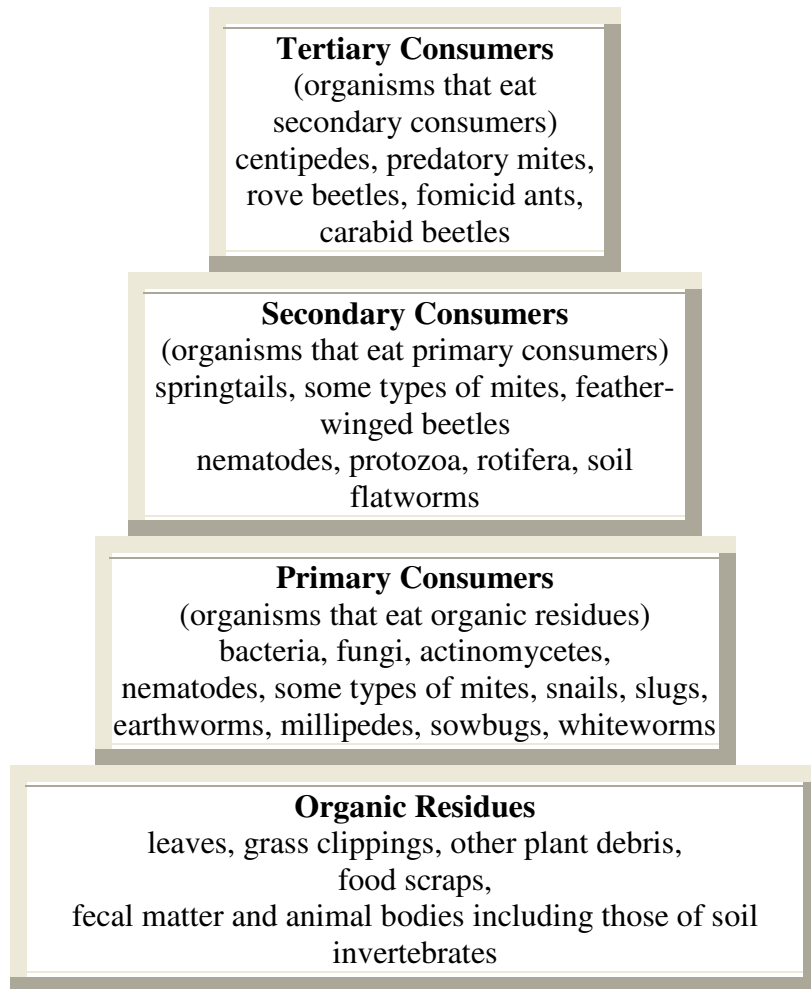 Tertiary Consumers
(organisms that eat
secondary consumers)
centipedes, predatory mites,
rove beetles, fomicid ants,
carabid beetles
Secondary Consumers
(organisms that eat primary consumers)
springtails, some types of mites, feather-
winged beetles
nematodes, protozoa, rotifera, soil
flatworms
Primary Consumers
(organisms that eat organic residues)
bacteria, fungi, actinomycetes,
nematodes, some types of mites, snails, slugs,
earthworms, millipedes, sowbugs, whiteworms
Organic Residues
leaves, grass clippings, other plant debris,
food scraps,
fecal matter and animal bodies including those of soil
invertebrates